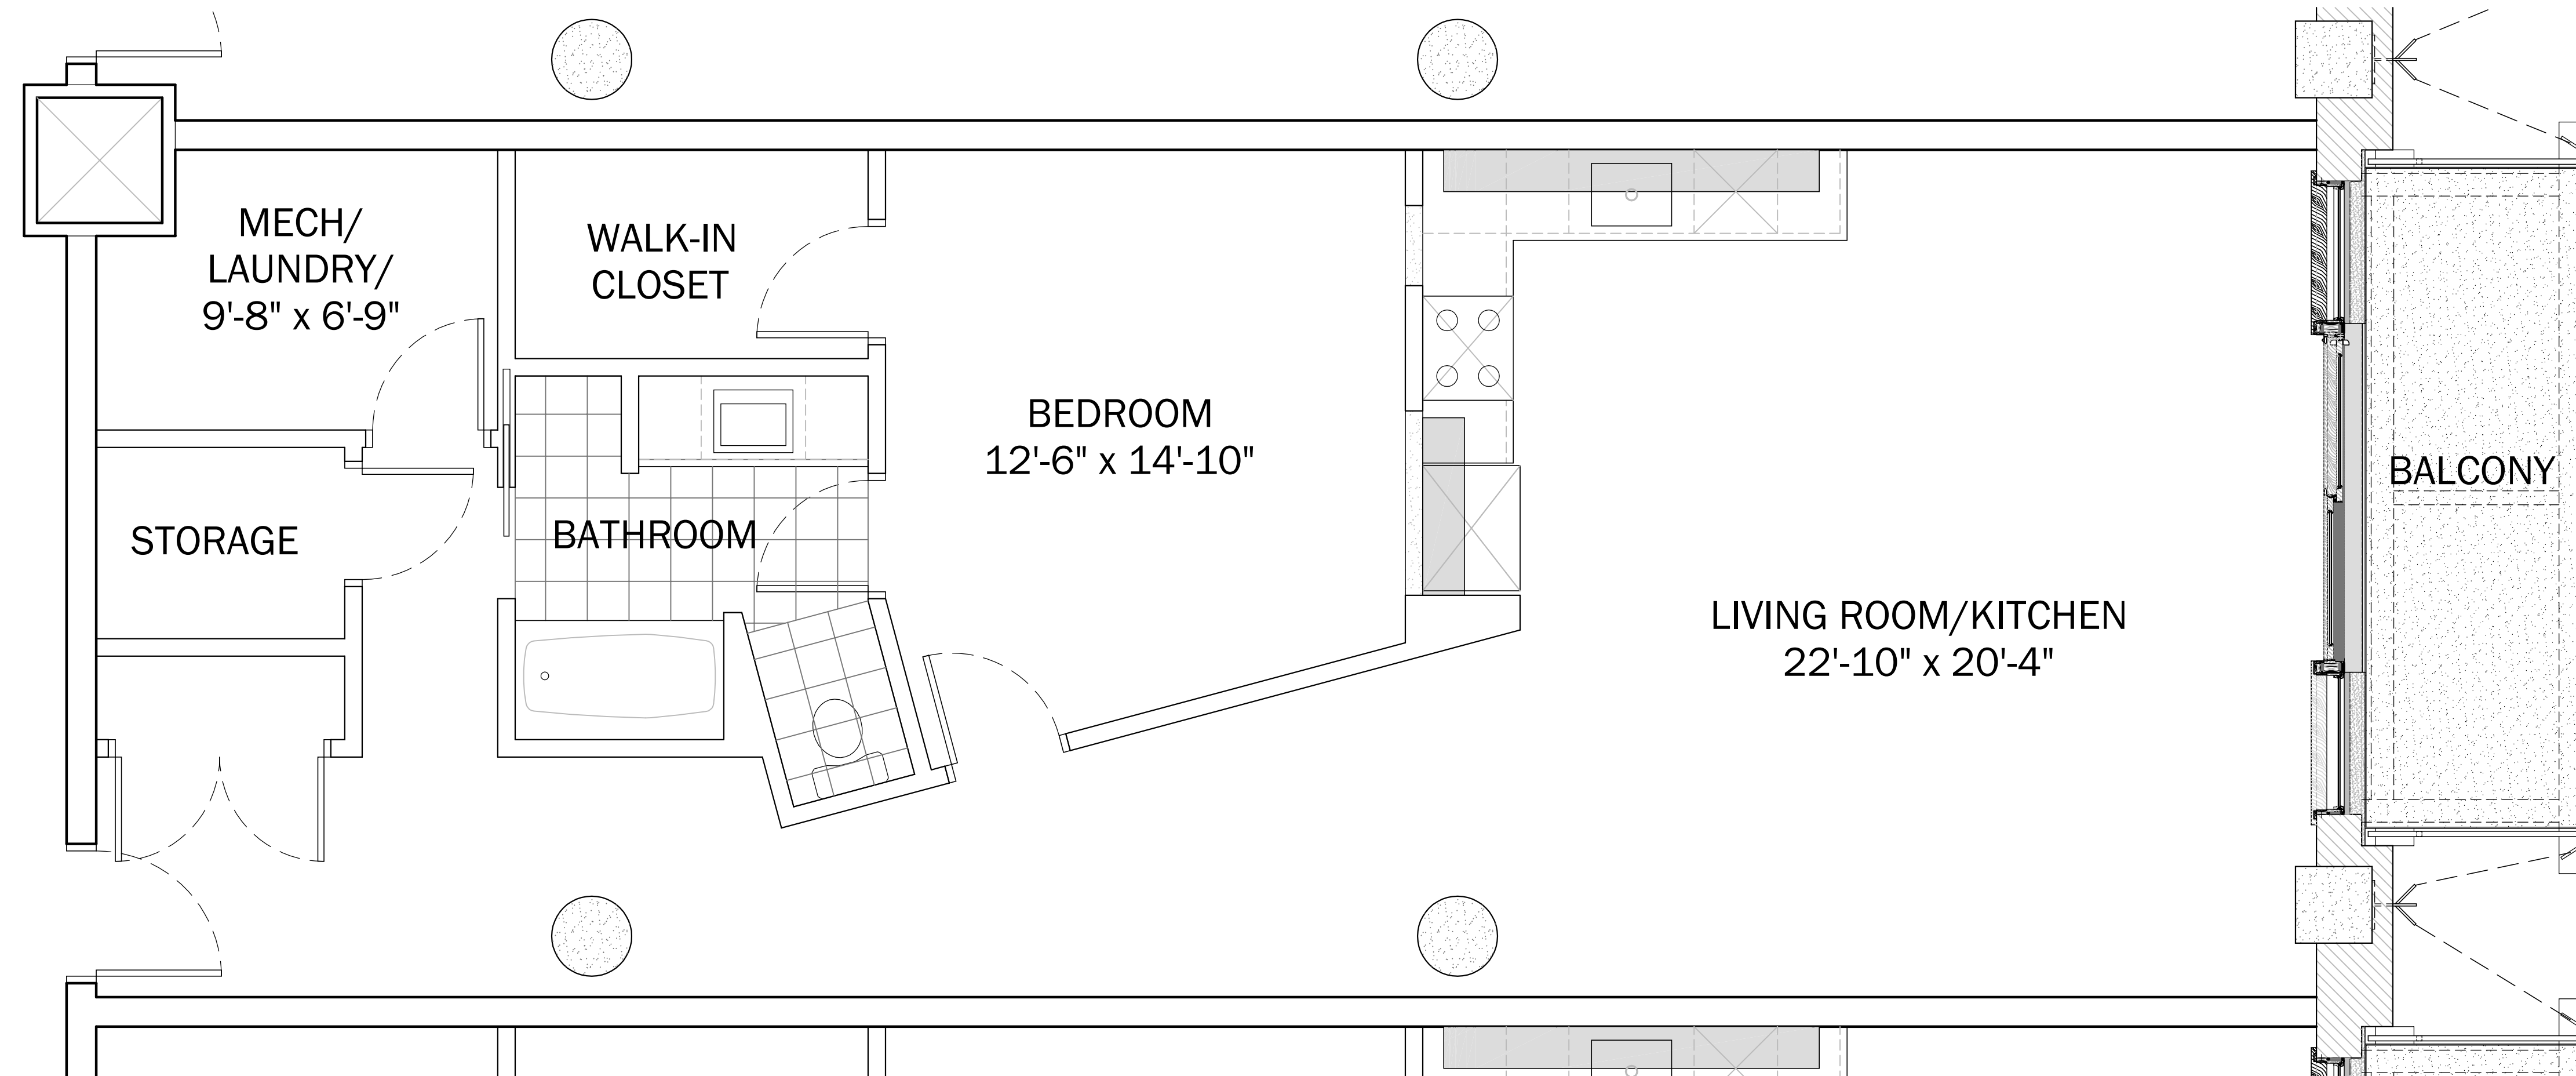 MECH/
LAUNDRY/
9'-8" x 6'-9"
WALK-IN
CLOSET
BEDROOM
12'-6" x 14'-10"
STORAGE
BATHROOM
LIVING ROOM/KITCHEN
22'-10" x 20'-4"
BALCONY